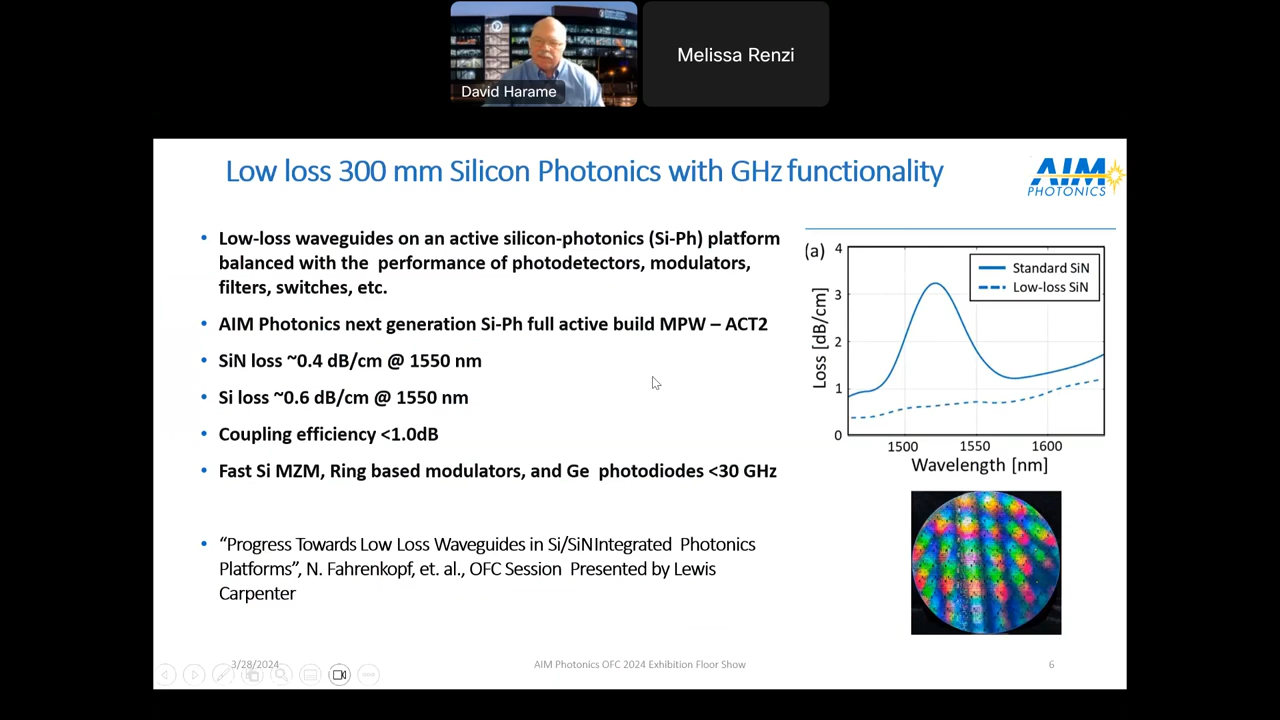 David Harame
Melissa Renzi
Low loss 300 mm Silicon Photonics with GHz functionality
AIM
PHOTONICS
• Low-loss waveguides on an active silicon-photonics (Si-Ph) platform
balanced with the performance of photodetectors, modulators,
filters, switches, etc.
• AIM Photonics next generation Si-Ph full active build MPW – ACT2
• SiN loss ~0.4 dB/cm @ 1550 nm
• Si loss ~0.6 dB/cm @ 1550 nm
• Coupling efficiency <1.0dB
• Fast Si MZM, Ring based modulators, and Ge photodiodes <30 GHz
• “Progress Towards Low Loss Waveguides in Si/SiN Integrated Photonics
Platforms”, N. Fahrenkopf, et. al., OFC Session Presented by Lewis
Carpenter
(a)
Standard SiN
Low-loss SiN
4
3
2
1
0
Loss [dB/cm]
1500 1550 1600
Wavelength [nm]
3/28/2024
AIM Photonics OFC 2024 Exhibition Floor Show
6